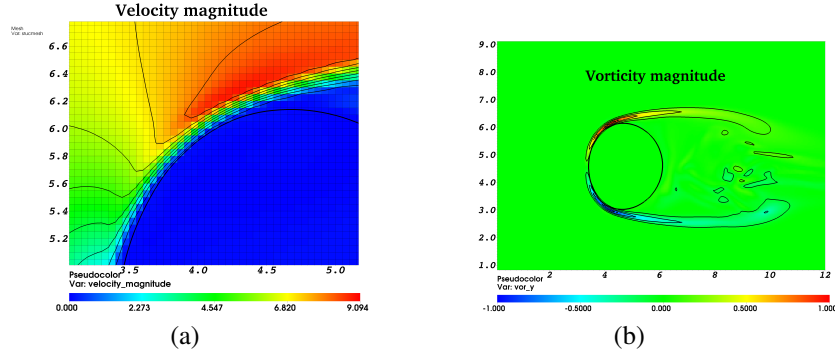 Velocity magnitude
Mesh
Var: sucmesh
6.6
6.4
6.2
6.0
5.8
5.6
5.4
5.2
3.5 4.0 4.5 5.0
Pseudocolor
Var: velocity_magnitude
0.000 2.273 4.547 6.820 9.094
(a)
9.0
Vorticity magnitude
8.0
7.0
6.0
5.0
4.0
3.0
2.0
1.0
2 4 6 8 10 12
Pseudocolor
Var: vor_y
-1.000 -0.5000 0.000 0.5000 1.000
(b)